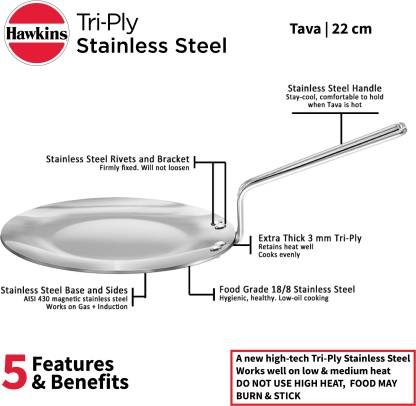 Hawkins
Tri-Ply
Stainless Steel
Tava | 22 cm
Stainless Steel Handle
Stay-cool, comfortable to hold
when Tava is hot
Stainless Steel Rivets and Bracket
Firmly fixed. Will not loosen
Extra Thick 3 mm Tri-Ply
Retains heat well
Cooks evenly
Stainless Steel Base and Sides
AISI 430 magnetic stainless steel
Works on Gas + Induction
Food Grade 18/8 Stainless Steel
Hygienic, healthy. Low-oil cooking
5 Features
& Benefits
A new high-tech Tri-Ply Stainless Steel
Works well on low & medium heat
DO NOT USE HIGH HEAT, FOOD MAY
BURN & STICK